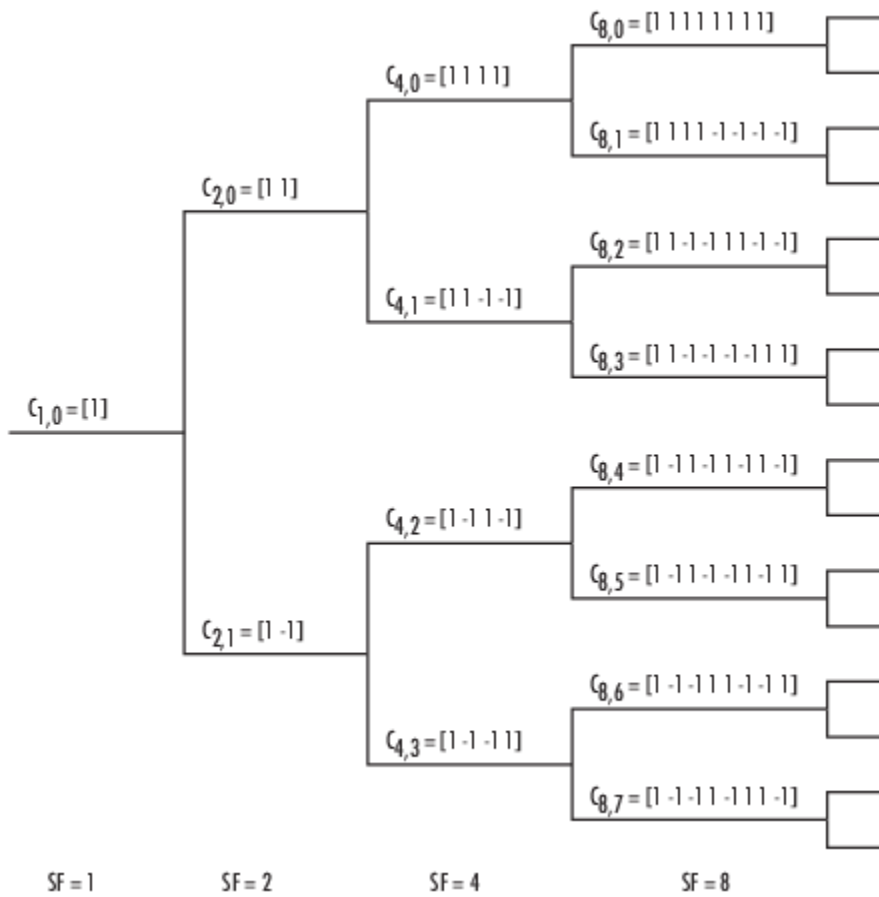 C8,0 = [1 1 1 1 1 1 1 1]
C4,0 = [1 1 1 1]
C8,1 = [1 1 1 1 -1 -1 -1 -1]
C2,0 = [1 1]
C8,2 = [1 1 -1 -1 1 1 -1 -1]
C4,1 = [1 1 -1 -1]
C8,3 = [1 1 -1 -1 -1 -1 1 1]
C1,0 = [1]
C8,4 = [1 -1 1 -1 1 -1 1 -1]
C4,2 = [1 -1 1 -1]
C8,5 = [1 -1 1 -1 -1 1 -1 1]
C2,1 = [1 -1]
C8,6 = [1 -1 -1 1 1 -1 -1 1]
C4,3 = [1 -1 -1 1]
C8,7 = [1 -1 -1 1 -1 1 1 -1]
SF = 1 SF = 2 SF = 4 SF = 8